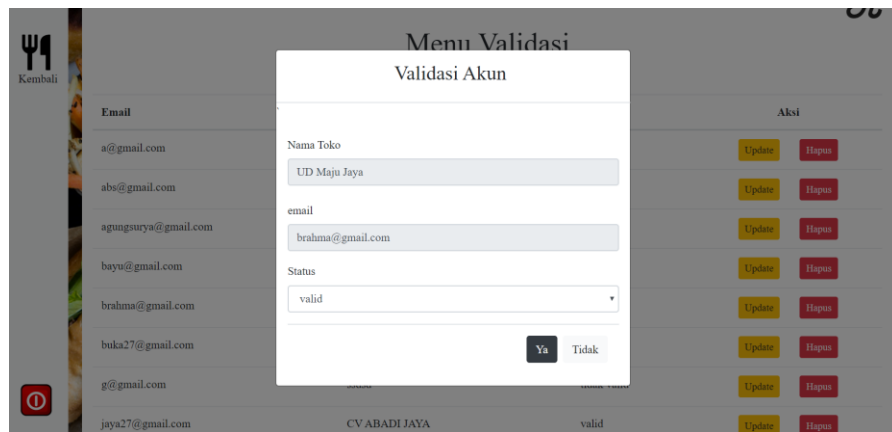 Menu Validasi
Kembali
Validasi Akun
Email
Aksi
Nama Toko
UD Maju Jaya
email
brahma@gmail.com
Status
valid
Ya Tidak
a@gmail.com Update Hapus
abs@gmail.com Update Hapus
agungsurya@gmail.com Update Hapus
bayu@gmail.com Update Hapus
brahma@gmail.com Update Hapus
buka27@gmail.com Update Hapus
g@gmail.com tidak valid Update Hapus
jaya27@gmail.com CV ABADI JAYA valid Update Hapus